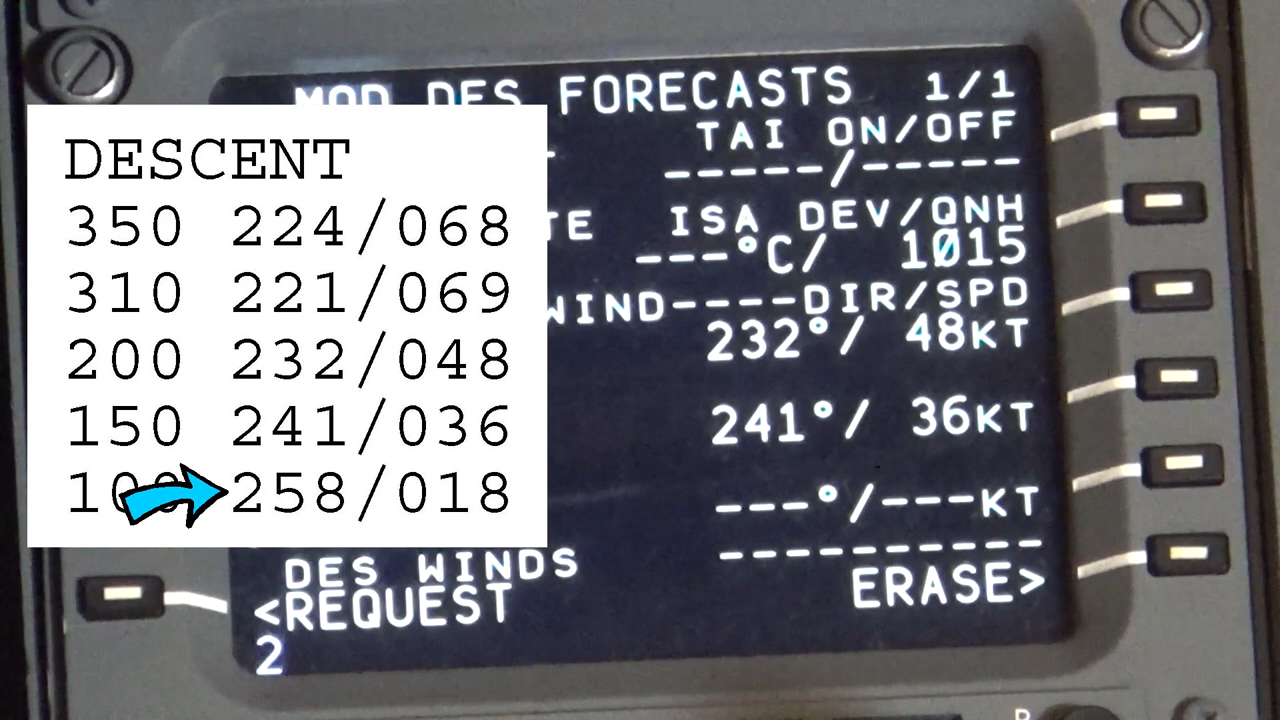 MOD DES FORECASTS 1/1
TAI ON/OFF
-----/-----
TE ISA DEV/QNH
---°C/ 1015
WIND----DIR/SPD
232°/ 48KT
241°/ 36KT
---°/---KT
----------
DES WINDS
<REQUEST ERASE>
2
DESCENT
350 224/068
310 221/069
200 232/048
150 241/036
100 258/018